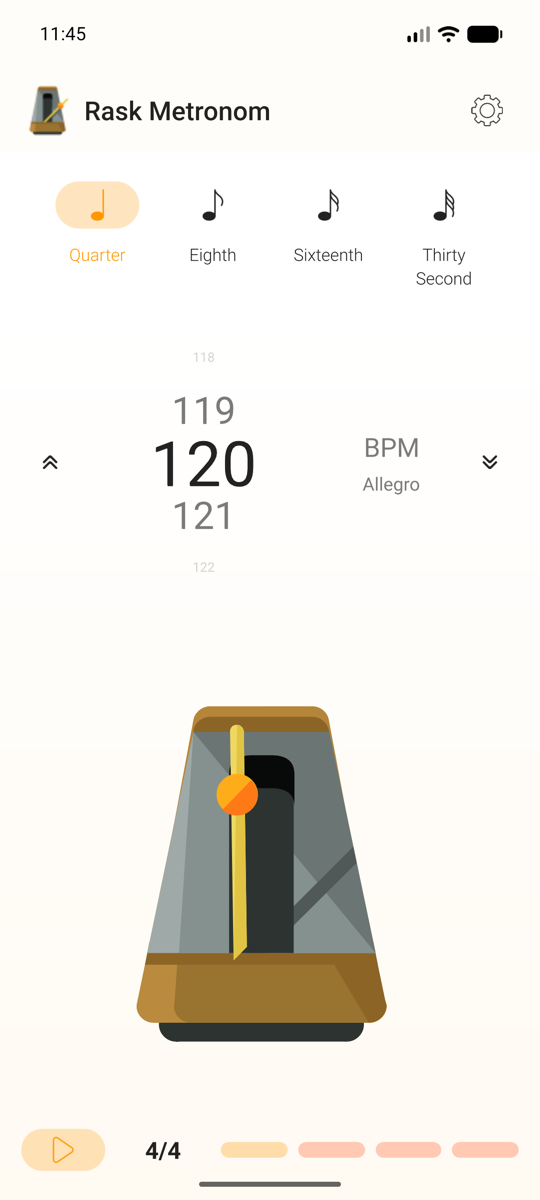 11:45
Rask Metronom
Quarter
Eighth
Sixteenth
Thirty
Second
118
119
120
121
122
BPM
Allegro
4/4